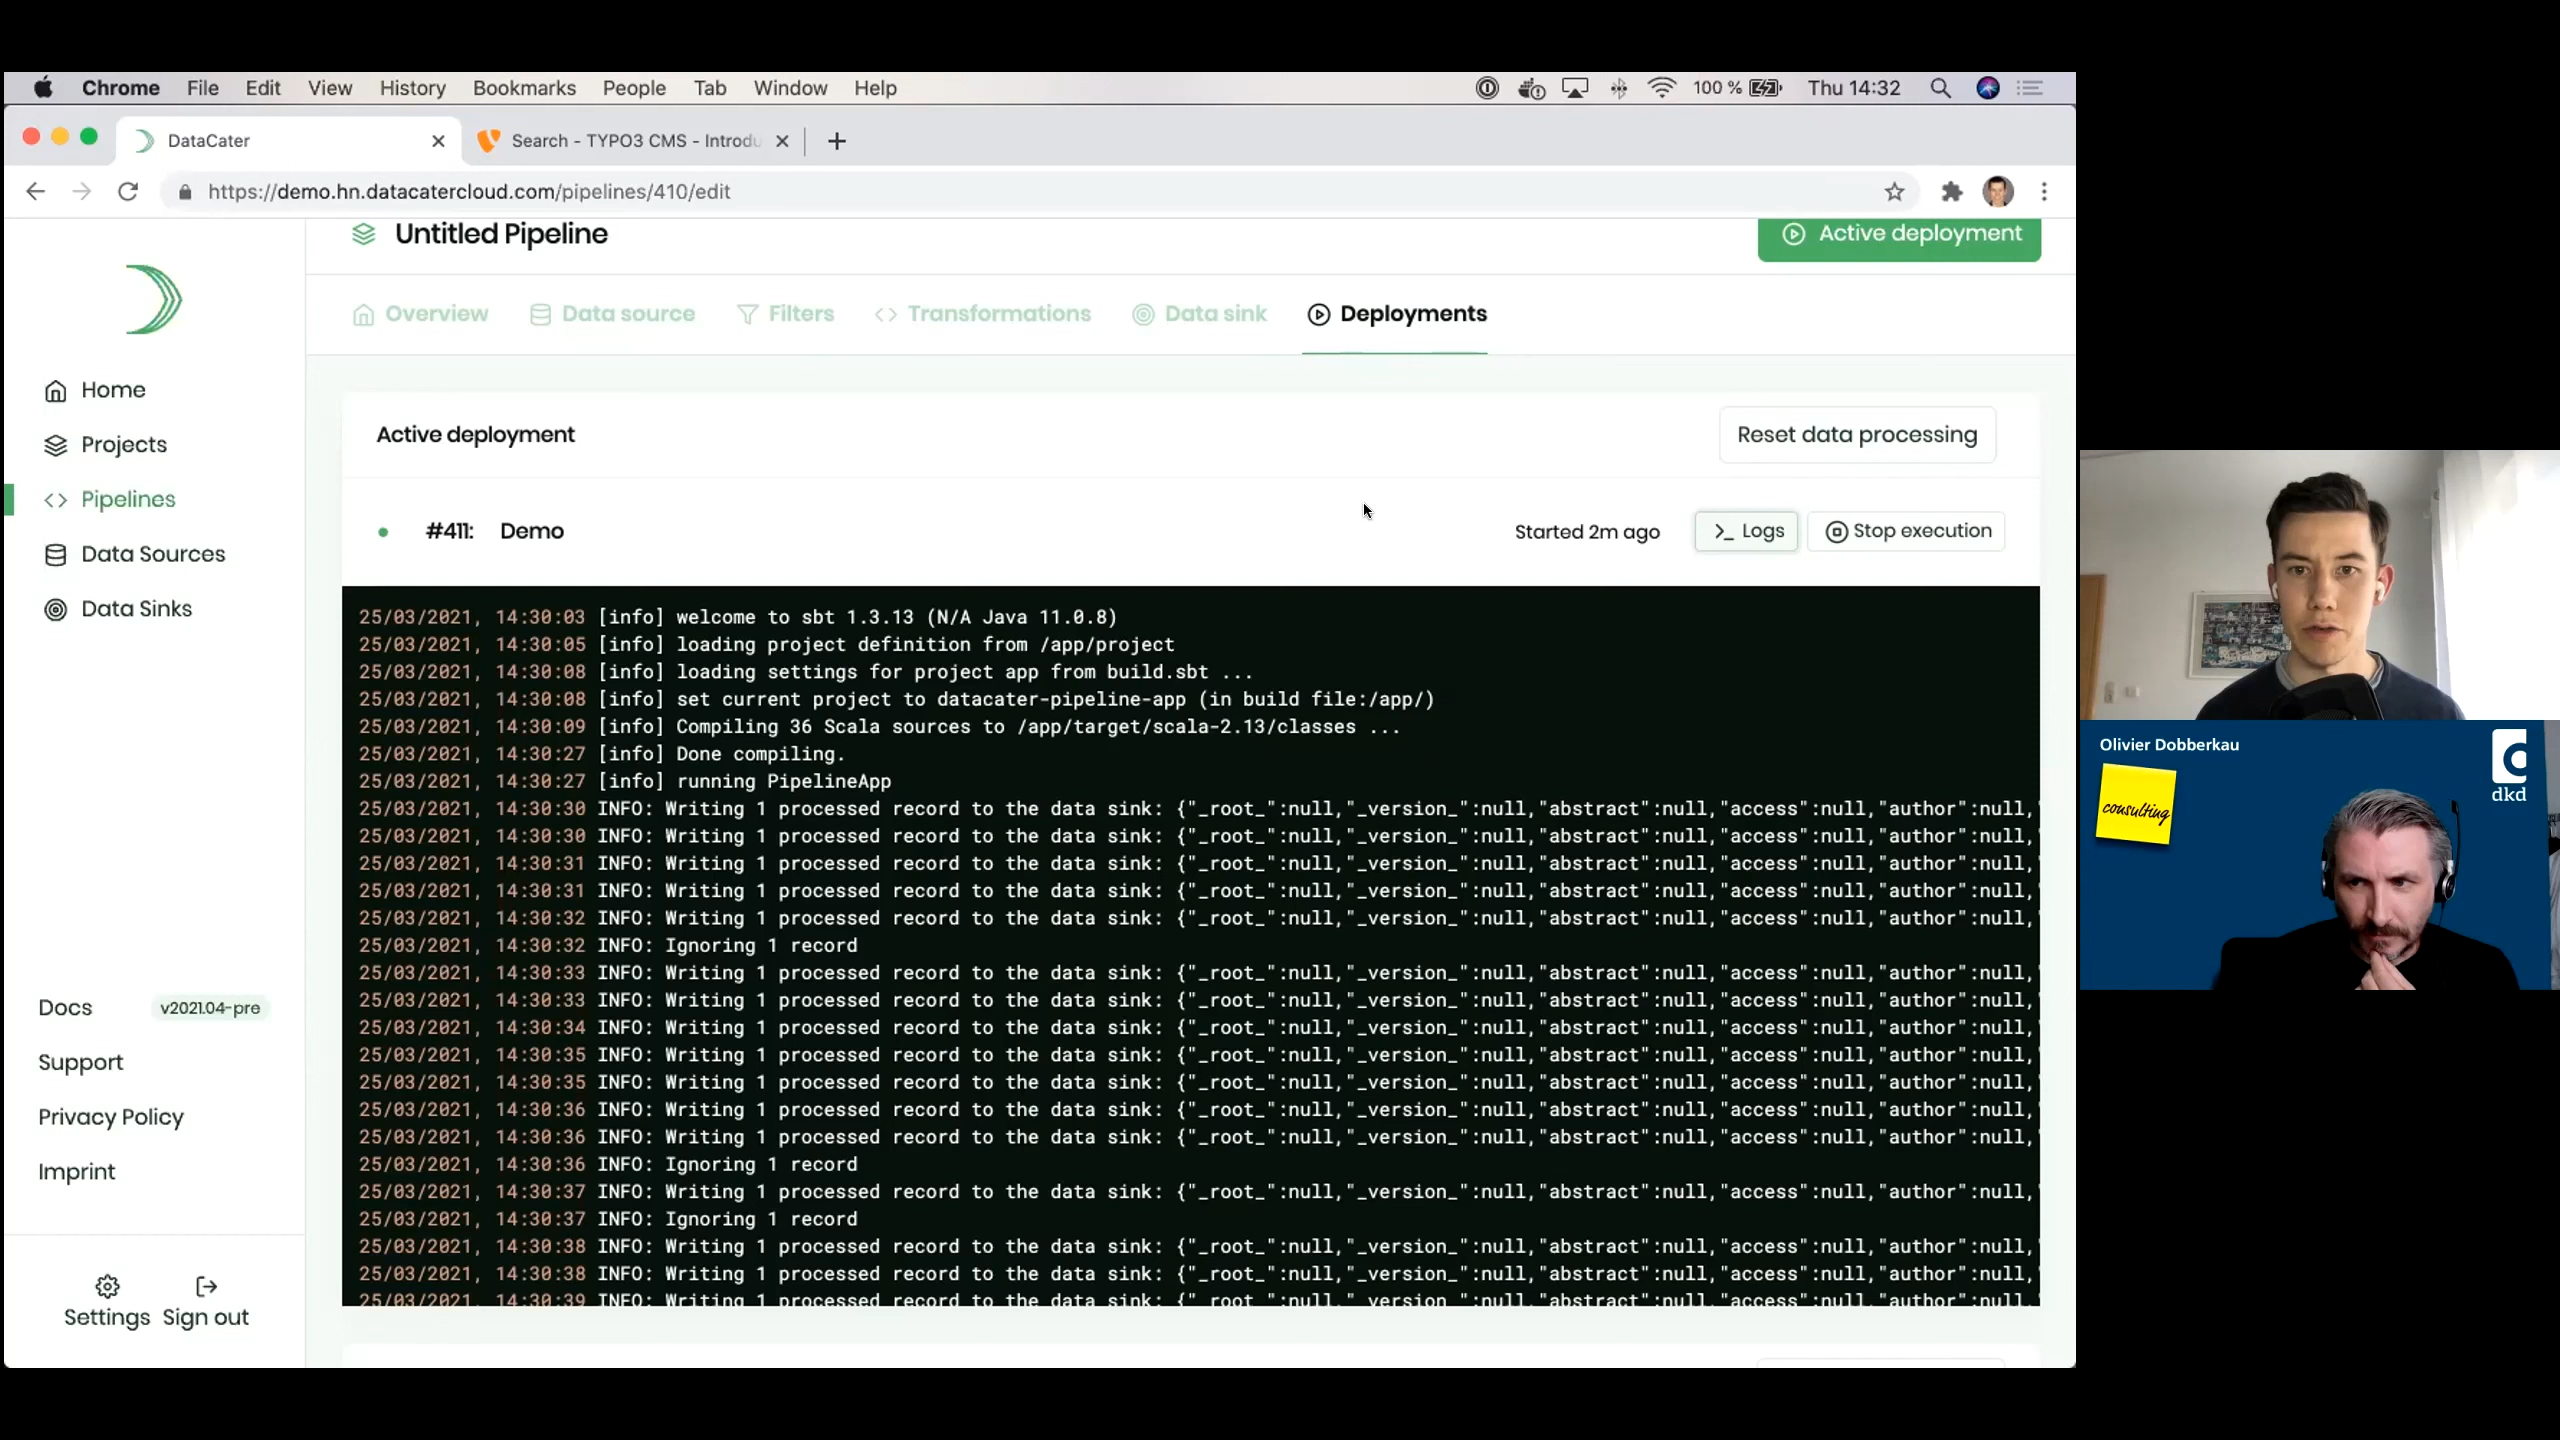 Chrome File Edit View History Bookmarks People Tab Window Help 100 % Thu 14:32
DataCater Search - TYPO3 CMS - Introdu
https://demo.hn.datacatercloud.com/pipelines/410/edit
Untitled Pipeline Active deployment
Overview Data source Filters Transformations Data sink Deployments
Home
Projects
Pipelines
Data Sources
Data Sinks
Docs v2021.04-pre
Support
Privacy Policy
Imprint
Settings Sign out
Active deployment Reset data processing
#411: Demo Started 2m ago Logs Stop execution
25/03/2021, 14:30:03 [info] welcome to sbt 1.3.13 (N/A Java 11.0.8)
25/03/2021, 14:30:05 [info] loading project definition from /app/project
25/03/2021, 14:30:08 [info] loading settings for project app from build.sbt ...
25/03/2021, 14:30:08 [info] set current project to datacater-pipeline-app (in build file:/app/)
25/03/2021, 14:30:09 [info] Compiling 36 Scala sources to /app/target/scala-2.13/classes ...
25/03/2021, 14:30:27 [info] Done compiling.
25/03/2021, 14:30:27 [info] running PipelineApp
25/03/2021, 14:30:30 INFO: Writing 1 processed record to the data sink: {"_root_":null,"_version_":null,"abstract":null,"access":null,"author":null,
25/03/2021, 14:30:30 INFO: Writing 1 processed record to the data sink: {"_root_":null,"_version_":null,"abstract":null,"access":null,"author":null,
25/03/2021, 14:30:31 INFO: Writing 1 processed record to the data sink: {"_root_":null,"_version_":null,"abstract":null,"access":null,"author":null,
25/03/2021, 14:30:31 INFO: Writing 1 processed record to the data sink: {"_root_":null,"_version_":null,"abstract":null,"access":null,"author":null,
25/03/2021, 14:30:32 INFO: Writing 1 processed record to the data sink: {"_root_":null,"_version_":null,"abstract":null,"access":null,"author":null,
25/03/2021, 14:30:32 INFO: Ignoring 1 record
25/03/2021, 14:30:33 INFO: Writing 1 processed record to the data sink: {"_root_":null,"_version_":null,"abstract":null,"access":null,"author":null,
25/03/2021, 14:30:33 INFO: Writing 1 processed record to the data sink: {"_root_":null,"_version_":null,"abstract":null,"access":null,"author":null,
25/03/2021, 14:30:34 INFO: Writing 1 processed record to the data sink: {"_root_":null,"_version_":null,"abstract":null,"access":null,"author":null,
25/03/2021, 14:30:35 INFO: Writing 1 processed record to the data sink: {"_root_":null,"_version_":null,"abstract":null,"access":null,"author":null,
25/03/2021, 14:30:35 INFO: Writing 1 processed record to the data sink: {"_root_":null,"_version_":null,"abstract":null,"access":null,"author":null,
25/03/2021, 14:30:36 INFO: Writing 1 processed record to the data sink: {"_root_":null,"_version_":null,"abstract":null,"access":null,"author":null,
25/03/2021, 14:30:36 INFO: Writing 1 processed record to the data sink: {"_root_":null,"_version_":null,"abstract":null,"access":null,"author":null,
25/03/2021, 14:30:36 INFO: Ignoring 1 record
25/03/2021, 14:30:37 INFO: Writing 1 processed record to the data sink: {"_root_":null,"_version_":null,"abstract":null,"access":null,"author":null,
25/03/2021, 14:30:37 INFO: Ignoring 1 record
25/03/2021, 14:30:38 INFO: Writing 1 processed record to the data sink: {"_root_":null,"_version_":null,"abstract":null,"access":null,"author":null,
25/03/2021, 14:30:38 INFO: Writing 1 processed record to the data sink: {"_root_":null,"_version_":null,"abstract":null,"access":null,"author":null,
25/03/2021, 14:30:39 INFO: Writing 1 processed record to the data sink: {"_root_":null,"_version_":null,"abstract":null,"access":null,"author":null,
Olivier Dobberkau
consulting
dkd